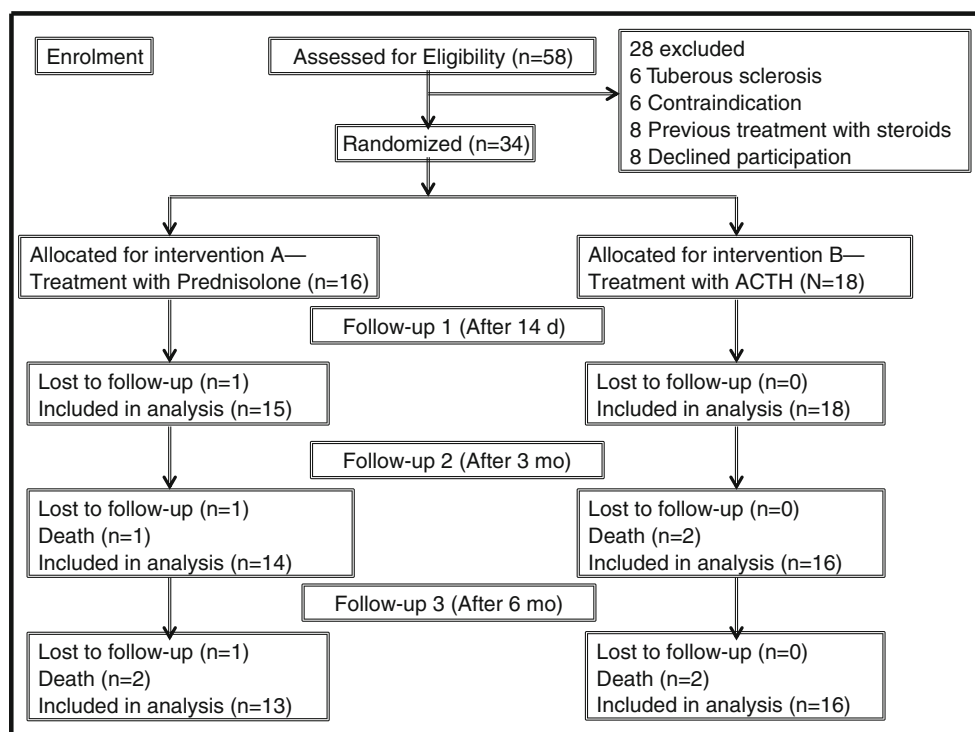 Enrolment
Assessed for Eligibility (n=58)
28 excluded
6 Tuberous sclerosis
6 Contraindication
8 Previous treatment with steroids
8 Declined participation
Randomized (n=34)
Allocated for intervention A—
Treatment with Prednisolone (n=16)
Allocated for intervention B—
Treatment with ACTH (N=18)
Follow-up 1 (After 14 d)
Lost to follow-up (n=1)
Included in analysis (n=15)
Lost to follow-up (n=0)
Included in analysis (n=18)
Follow-up 2 (After 3 mo)
Lost to follow-up (n=1)
Death (n=1)
Included in analysis (n=14)
Lost to follow-up (n=0)
Death (n=2)
Included in analysis (n=16)
Follow-up 3 (After 6 mo)
Lost to follow-up (n=1)
Death (n=2)
Included in analysis (n=13)
Lost to follow-up (n=0)
Death (n=2)
Included in analysis (n=16)